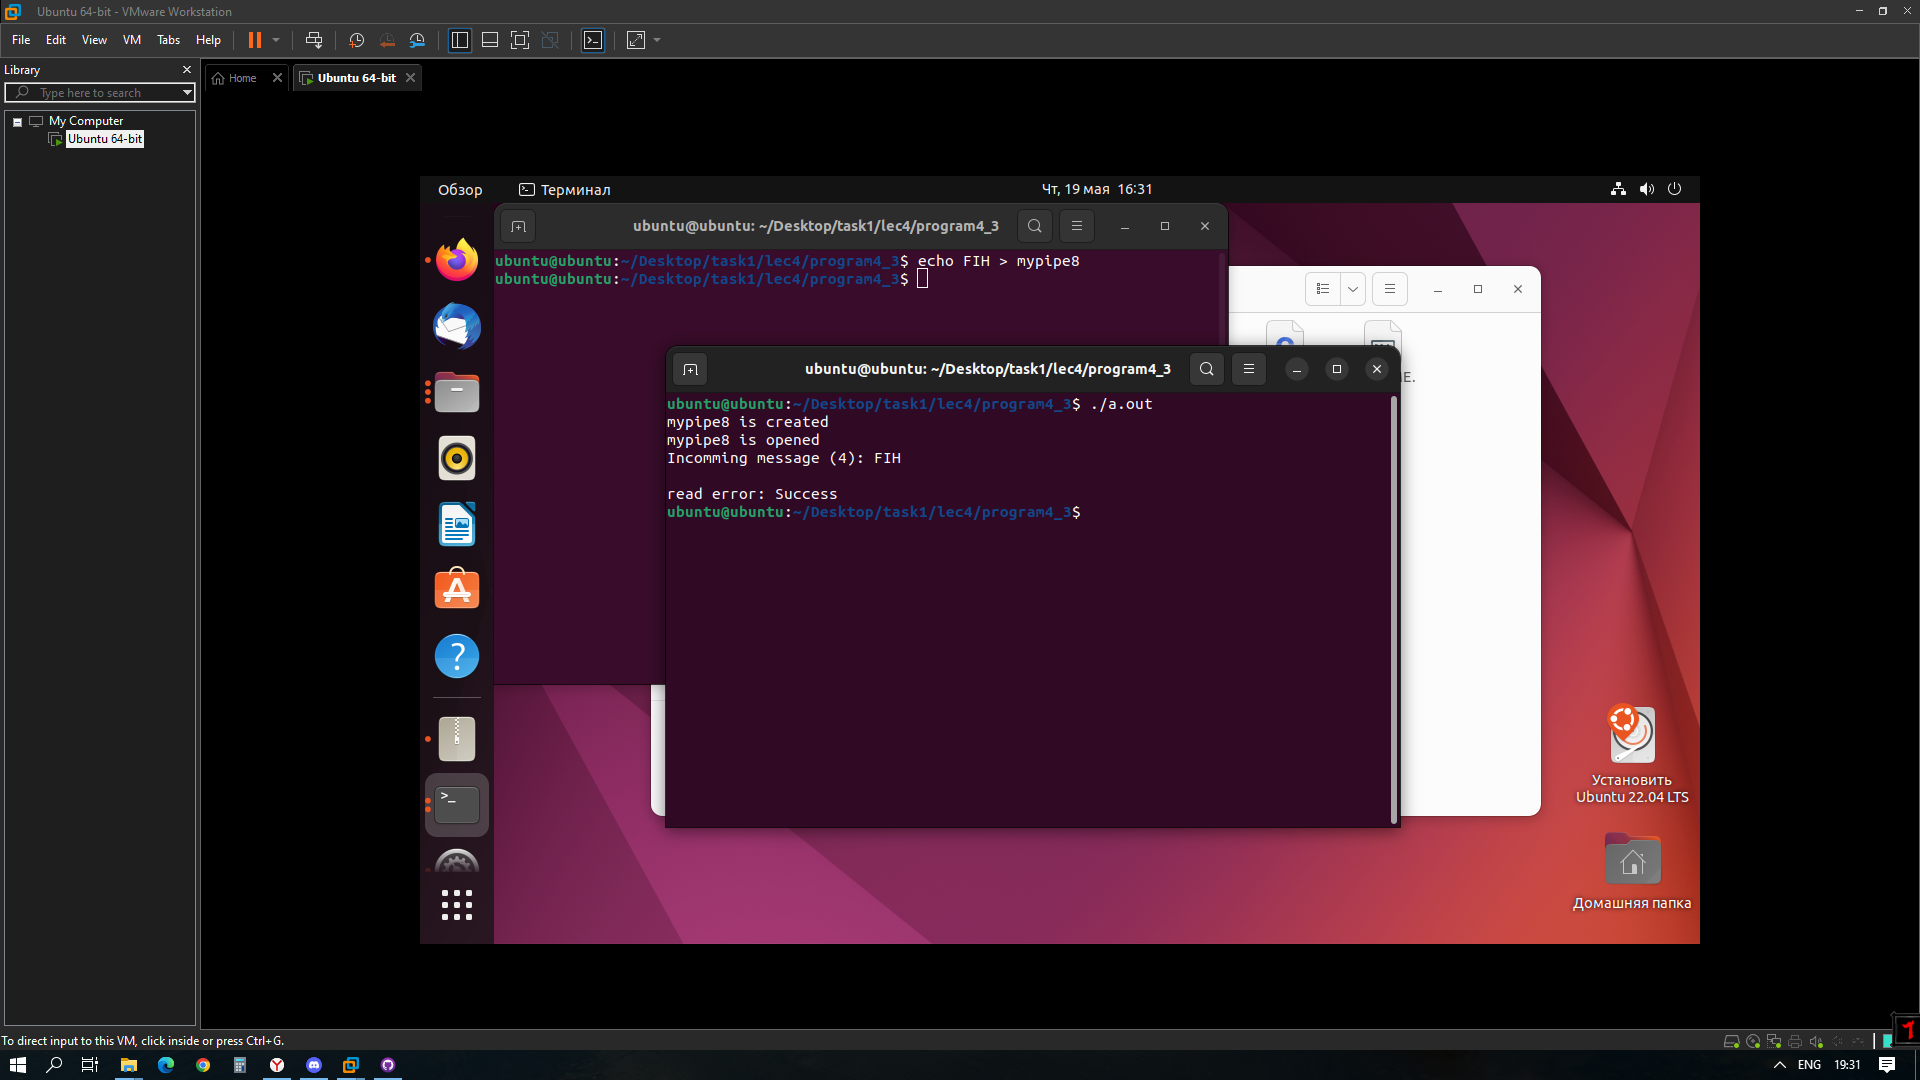 Ubuntu 64-bit - VMware Workstation
File Edit View VM Tabs Help
Library
Type here to search
My Computer
Ubuntu 64-bit
Home
Ubuntu 64-bit
Обзор
Терминал
Чт, 19 мая 16:31
ubuntu@ubuntu: ~/Desktop/task1/lec4/program4_3
ubuntu@ubuntu:~/Desktop/task1/lec4/program4_3$ echo FIH > mypipe8
ubuntu@ubuntu:~/Desktop/task1/lec4/program4_3$
ubuntu@ubuntu: ~/Desktop/task1/lec4/program4_3
ubuntu@ubuntu:~/Desktop/task1/lec4/program4_3$ ./a.out
mypipe8 is created
mypipe8 is opened
Incomming message (4): FIH
read error: Success
ubuntu@ubuntu:~/Desktop/task1/lec4/program4_3$
Установить
Ubuntu 22.04 LTS
Домашняя папка
To direct input to this VM, click inside or press Ctrl+G.
ENG 19:31